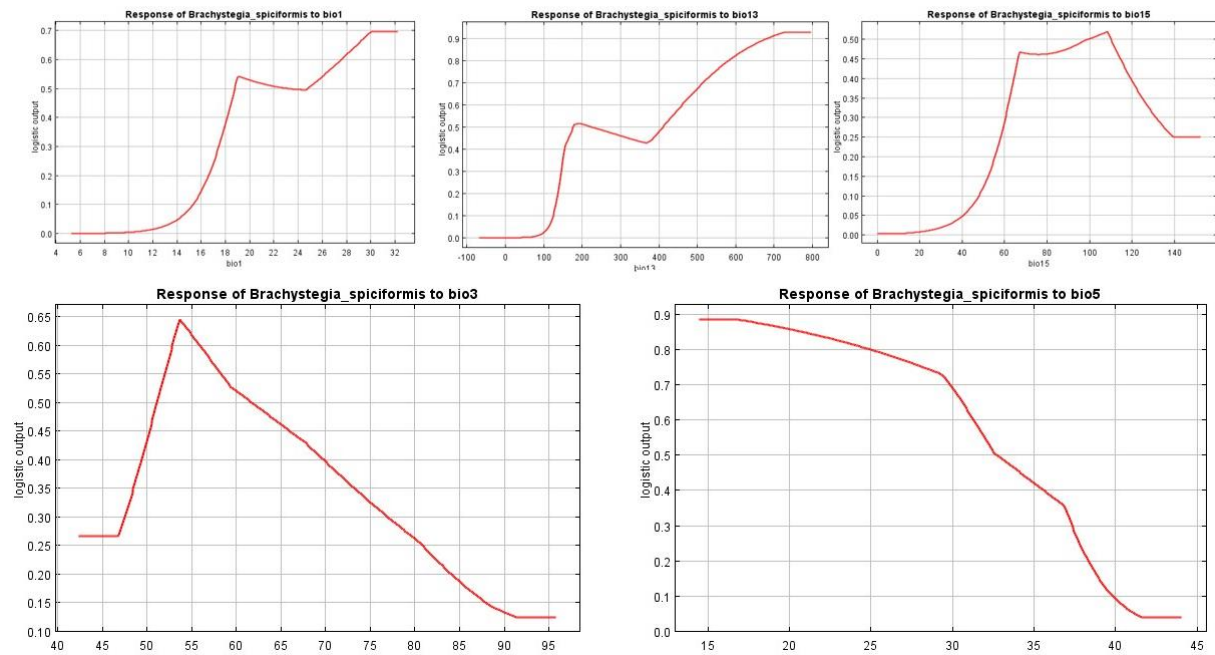 Response of Brachystegia_spiciformis to bio1
0.7
0.6
0.5
0.4
0.3
0.2
0.1
0.0
logistic output
4 6 8 10 12 14 16 18 20 22 24 26 28 30 32 34
bio1
Response of Brachystegia_spiciformis to bio13
0.9
0.8
0.7
0.6
0.5
0.4
0.3
0.2
0.1
0.0
logistic output
-100 0 100 200 300 400 500 600 700 800
bio13
Response of Brachystegia_spiciformis to bio15
0.50
0.45
0.40
0.35
0.30
0.25
0.20
0.15
0.10
0.05
0.00
logistic output
0 20 40 60 80 100 120 140 160
bio15
Response of Brachystegia_spiciformis to bio3
0.65
0.60
0.55
0.50
0.45
0.40
0.35
0.30
0.25
0.20
0.15
0.10
logistic output
40 45 50 55 60 65 70 75 80 85 90 95
Response of Brachystegia_spiciformis to bio5
0.9
0.8
0.7
0.6
0.5
0.4
0.3
0.2
0.1
0.0
logistic output
15 20 25 30 35 40 45